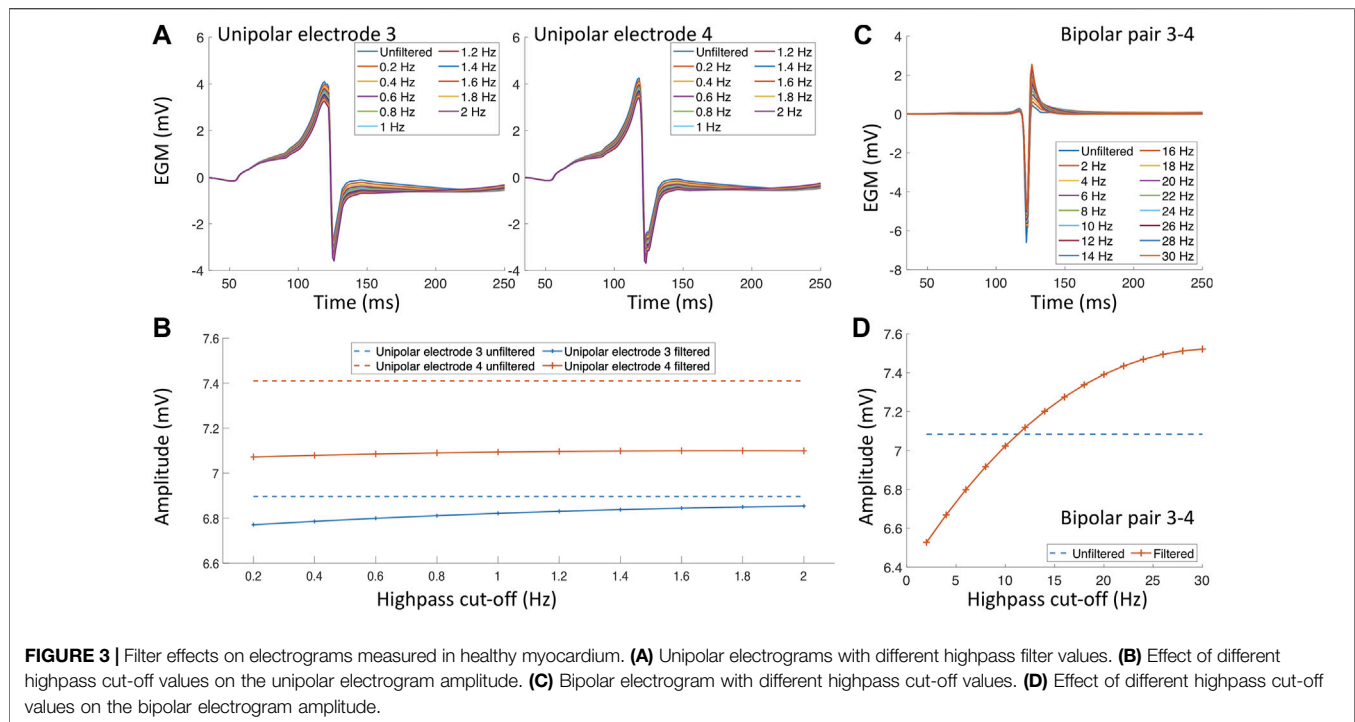 A
Unipolar electrode 3
Unfiltered
0.2 Hz
0.4 Hz
0.6 Hz
0.8 Hz
1 Hz
1.2 Hz
1.4 Hz
1.6 Hz
1.8 Hz
2 Hz
6
4
2
0
-2
-4
EGM (mV)
50
100
150
200
250
Time (ms)
Unipolar electrode 4
Unfiltered
0.2 Hz
0.4 Hz
0.6 Hz
0.8 Hz
1 Hz
1.2 Hz
1.4 Hz
1.6 Hz
1.8 Hz
2 Hz
6
4
2
0
-2
-4
50
100
150
200
250
Time (ms)
C
Bipolar pair 3-4
4
2
0
-2
-4
-6
-8
EGM (mV)
Unfiltered
2 Hz
4 Hz
6 Hz
8 Hz
10 Hz
12 Hz
14 Hz
16 Hz
18 Hz
20 Hz
22 Hz
24 Hz
26 Hz
28 Hz
30 Hz
50
100
150
200
250
Time (ms)
B
7.6
7.4
7.2
7
6.8
6.6
Amplitude (mV)
Unipolar electrode 3 unfiltered
Unipolar electrode 4 unfiltered
Unipolar electrode 3 filtered
Unipolar electrode 4 filtered
0.2
0.4
0.6
0.8
1
1.2
1.4
1.6
1.8
2
Highpass cut-off (Hz)
D
7.6
7.4
7.2
7
6.8
6.6
6.4
Amplitude (mV)
Bipolar pair 3-4
Unfiltered
Filtered
0
5
10
15
20
25
30
Highpass cut-off (Hz)
FIGURE 3 | Filter effects on electrograms measured in healthy myocardium. (A) Unipolar electrograms with different highpass filter values. (B) Effect of different
highpass cut-off values on the unipolar electrogram amplitude. (C) Bipolar electrogram with different highpass cut-off values. (D) Effect of different highpass cut-off
values on the bipolar electrogram amplitude.